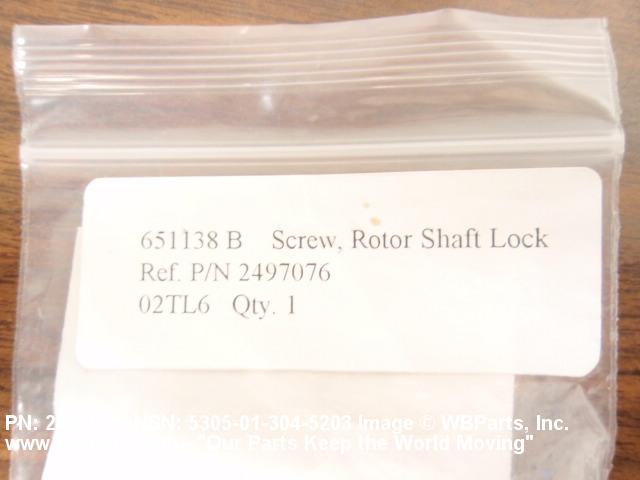 651138 B Screw, Rotor Shaft Lock
Ref. P/N 2497076
02TL6 Qty. 1
PN: NSN: 5305-01-304-5203 Image © WBParts, Inc.
"Our Parts Keep the World Moving"